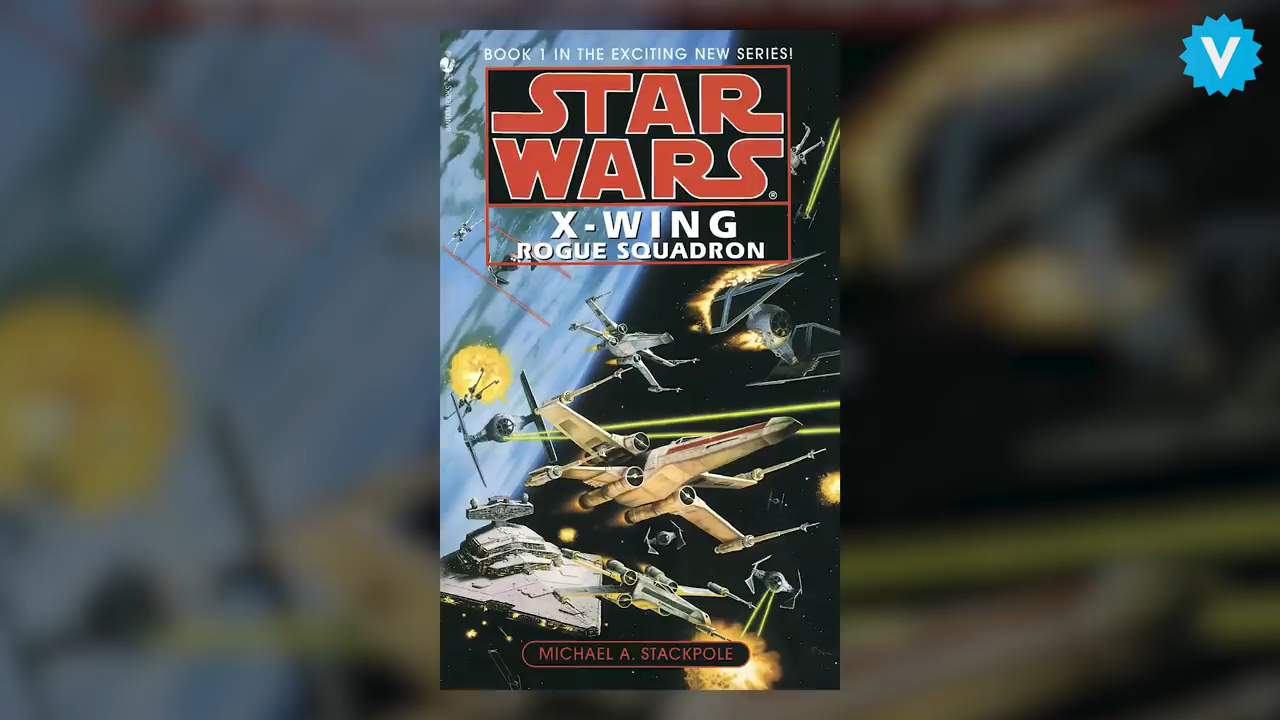 BOOK 1 IN THE EXCITING NEW SERIES!
STAR
WARS®
X-WING
ROGUE SQUADRON
MICHAEL A. STACKPOLE
V